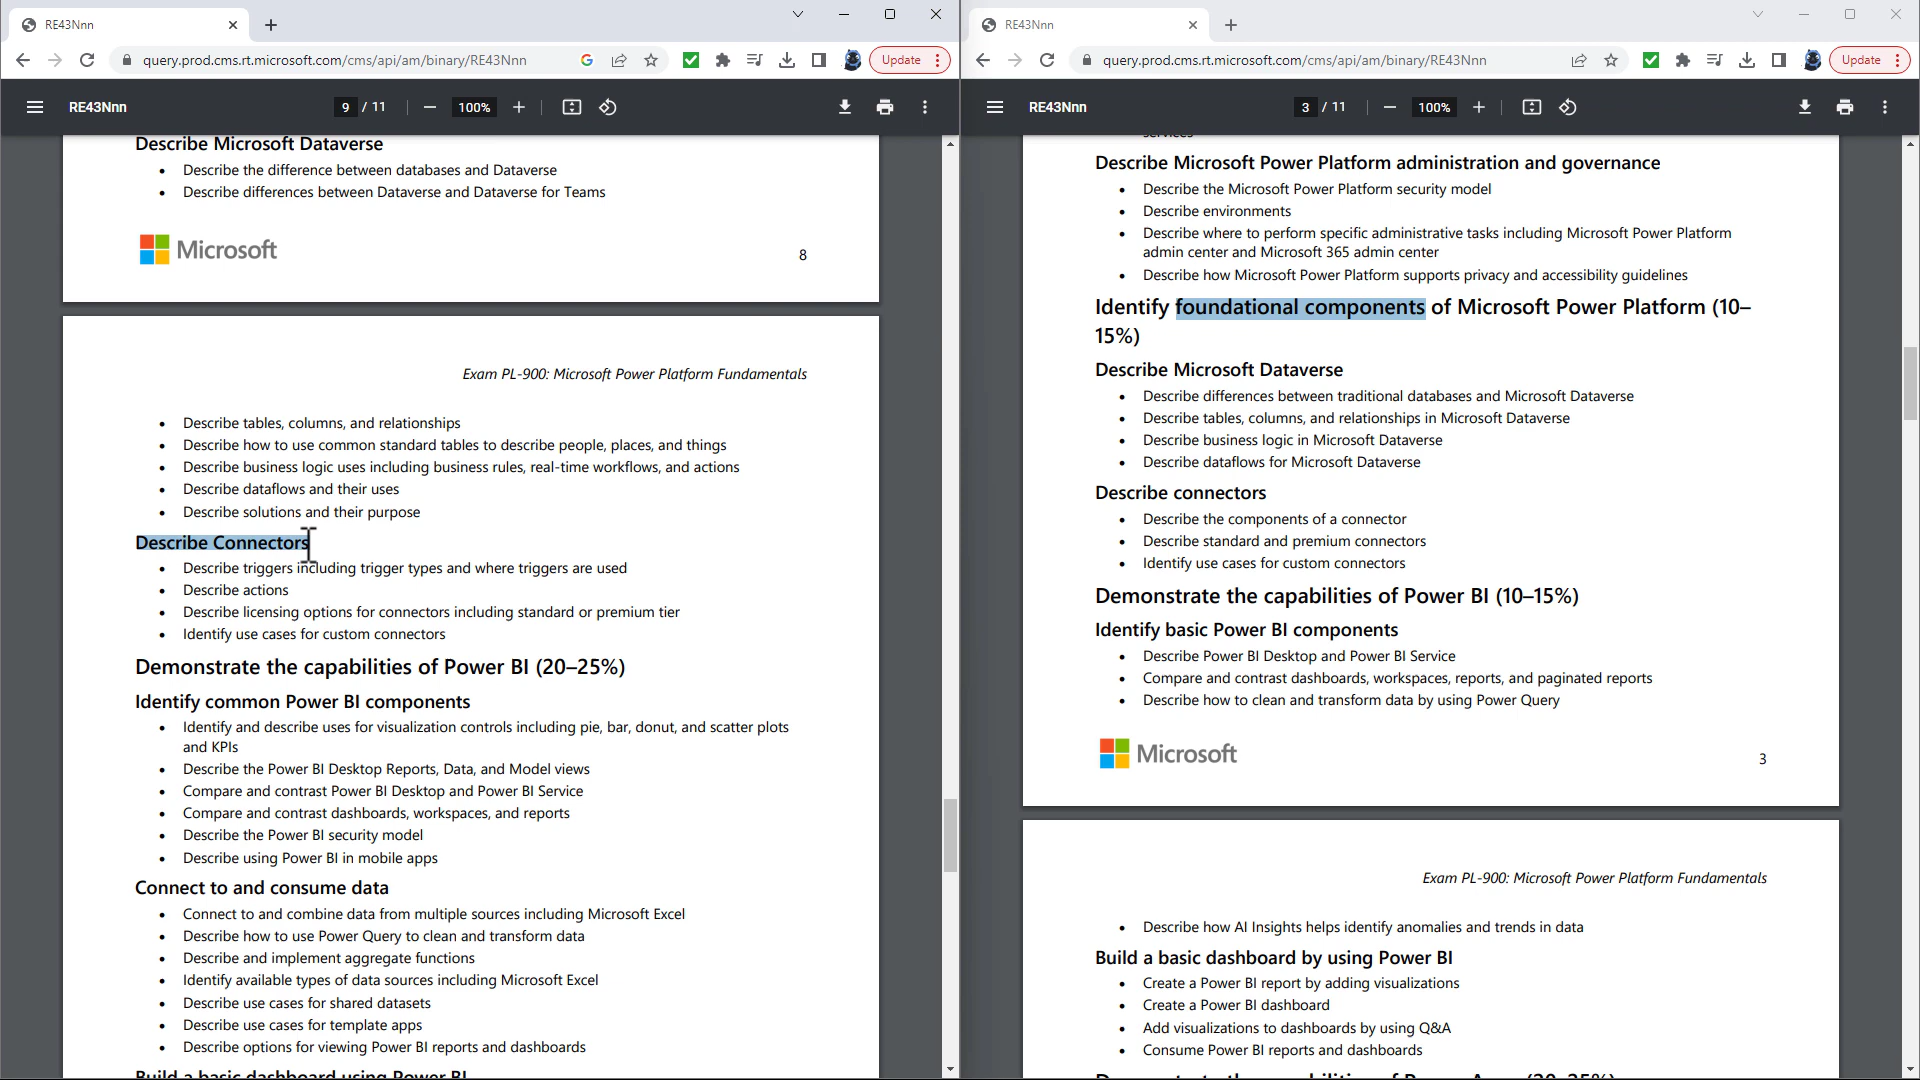 RE43Nnn
query.prod.cms.rt.microsoft.com/cms/api/am/binary/RE43Nnn
Update
RE43Nnn
9 / 11
100%
Describe Microsoft Dataverse
• Describe the difference between databases and Dataverse
• Describe differences between Dataverse and Dataverse for Teams
Microsoft
8
Exam PL-900: Microsoft Power Platform Fundamentals
• Describe tables, columns, and relationships
• Describe how to use common standard tables to describe people, places, and things
• Describe business logic uses including business rules, real-time workflows, and actions
• Describe dataflows and their uses
• Describe solutions and their purpose
Describe Connectors
• Describe triggers including trigger types and where triggers are used
• Describe actions
• Describe licensing options for connectors including standard or premium tier
• Identify use cases for custom connectors
Demonstrate the capabilities of Power BI (20–25%)
Identify common Power BI components
• Identify and describe uses for visualization controls including pie, bar, donut, and scatter plots
and KPIs
• Describe the Power BI Desktop Reports, Data, and Model views
• Compare and contrast Power BI Desktop and Power BI Service
• Compare and contrast dashboards, workspaces, and reports
• Describe the Power BI security model
• Describe using Power BI in mobile apps
Connect to and consume data
• Connect to and combine data from multiple sources including Microsoft Excel
• Describe how to use Power Query to clean and transform data
• Describe and implement aggregate functions
• Identify available types of data sources including Microsoft Excel
• Describe use cases for shared datasets
• Describe use cases for template apps
• Describe options for viewing Power BI reports and dashboards
Build a basic dashboard using Power BI
RE43Nnn
query.prod.cms.rt.microsoft.com/cms/api/am/binary/RE43Nnn
Update
RE43Nnn
3 / 11
100%
services
Describe Microsoft Power Platform administration and governance
• Describe the Microsoft Power Platform security model
• Describe environments
• Describe where to perform specific administrative tasks including Microsoft Power Platform
admin center and Microsoft 365 admin center
• Describe how Microsoft Power Platform supports privacy and accessibility guidelines
Identify foundational components of Microsoft Power Platform (10–
15%)
Describe Microsoft Dataverse
• Describe differences between traditional databases and Microsoft Dataverse
• Describe tables, columns, and relationships in Microsoft Dataverse
• Describe business logic in Microsoft Dataverse
• Describe dataflows for Microsoft Dataverse
Describe connectors
• Describe the components of a connector
• Describe standard and premium connectors
• Identify use cases for custom connectors
Demonstrate the capabilities of Power BI (10–15%)
Identify basic Power BI components
• Describe Power BI Desktop and Power BI Service
• Compare and contrast dashboards, workspaces, reports, and paginated reports
• Describe how to clean and transform data by using Power Query
Microsoft
3
Exam PL-900: Microsoft Power Platform Fundamentals
• Describe how AI Insights helps identify anomalies and trends in data
Build a basic dashboard by using Power BI
• Create a Power BI report by adding visualizations
• Create a Power BI dashboard
• Add visualizations to dashboards by using Q&A
• Consume Power BI reports and dashboards